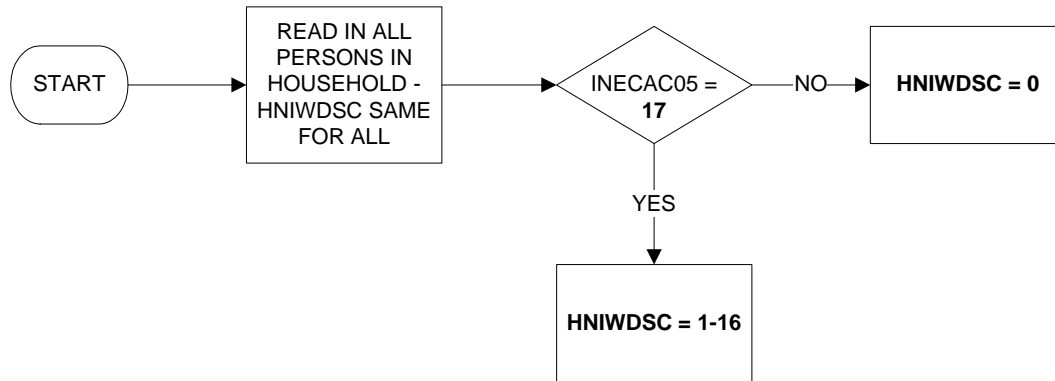 START
READ IN ALL
PERSONS IN
HOUSEHOLD -
HNIWDSC SAME
FOR ALL
INECAC05 =
17
NO
HNIWDSC = 0
YES
HNIWDSC = 1-16